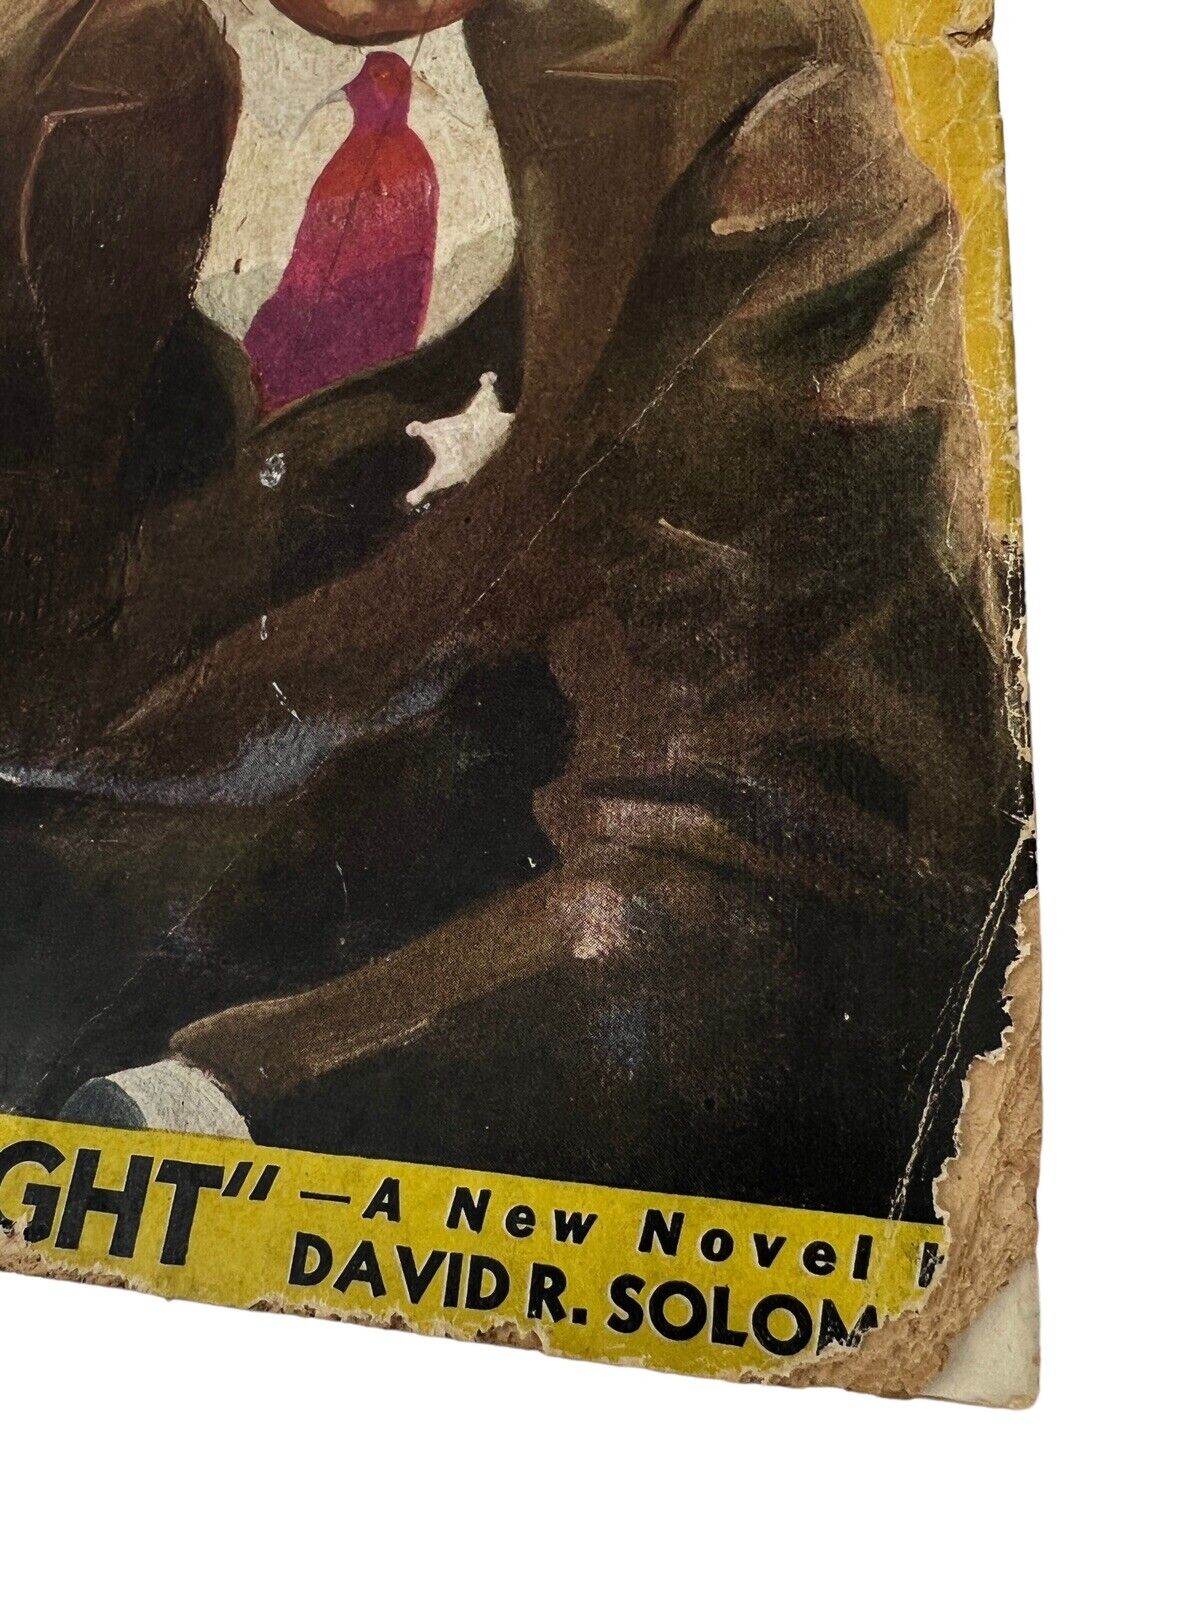 GHT" —A New Novel
DAVID R. SOLOM